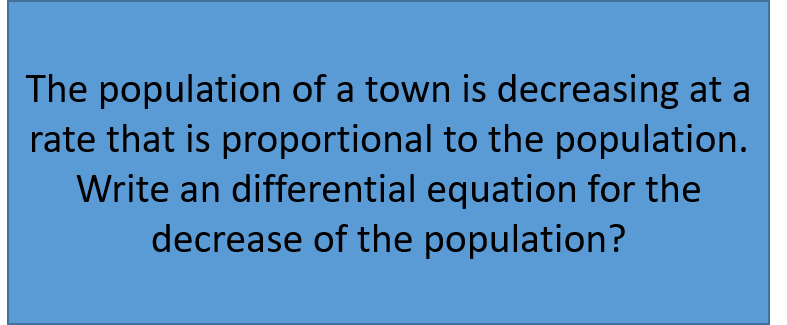 The population of a town is decreasing at a
rate that is proportional to the population.
Write an differential equation for the
decrease of the population?